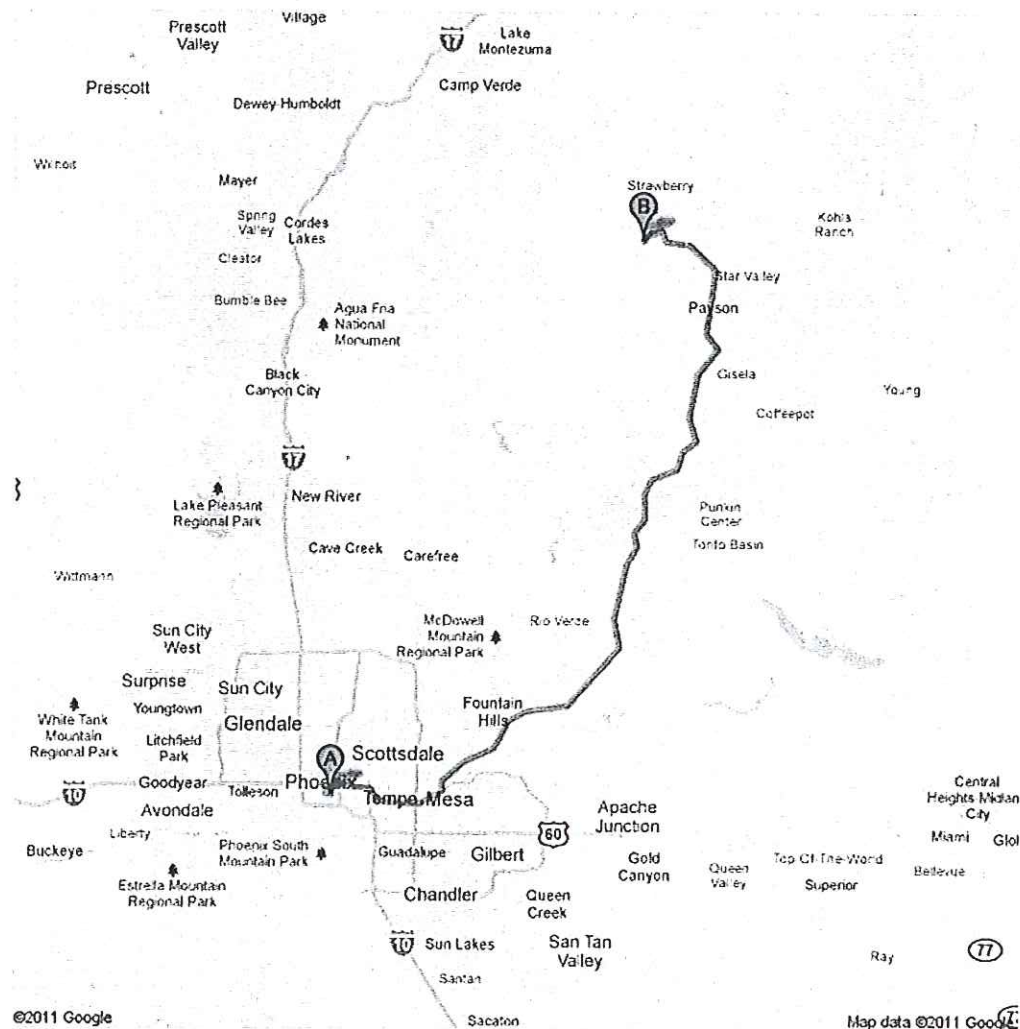 Village
Prescott
Valley
17
Lake
Montezuma
Prescott
Camp Verde
Dewey-Humboldt
Mayer
Strawberry
B
Spring
Valley
Cordes
Lakes
Kohls
Ranch
Cleator
Star Valley
Bumble Bee
Agua Fria
National
Monument
Payson
Black
Canyon City
Gisela
Young
Coffeepot
17
Lake Pleasant
Regional Park
New River
Punkin
Center
Tonto Basin
Cave Creek
Carefree
Wittmann
McDowell
Mountain
Regional Park
Rio Verde
Sun City
West
Surprise
Sun City
Fountain
Hills
Youngtown
White Tank
Mountain
Regional Park
Glendale
Litchfield
Park
Scottsdale
A
Goodyear
Phoenix
10
Tolleson
Tempe
Mesa
Central
Heights-Midland
City
Avondale
Apache
Junction
Liberty
60
Miami
Glo
Buckeye
Phoenix South
Mountain Park
Guadalupe
Gilbert
Gold
Canyon
Queen
Valley
Top-Of-The-World
Superior
Bellevue
Estrella Mountain
Regional Park
Chandler
Queen
Creek
10
Sun Lakes
San Tan
Valley
77
Ray
Santan
©2011 Google
Sacaton
Map data ©2011 Google